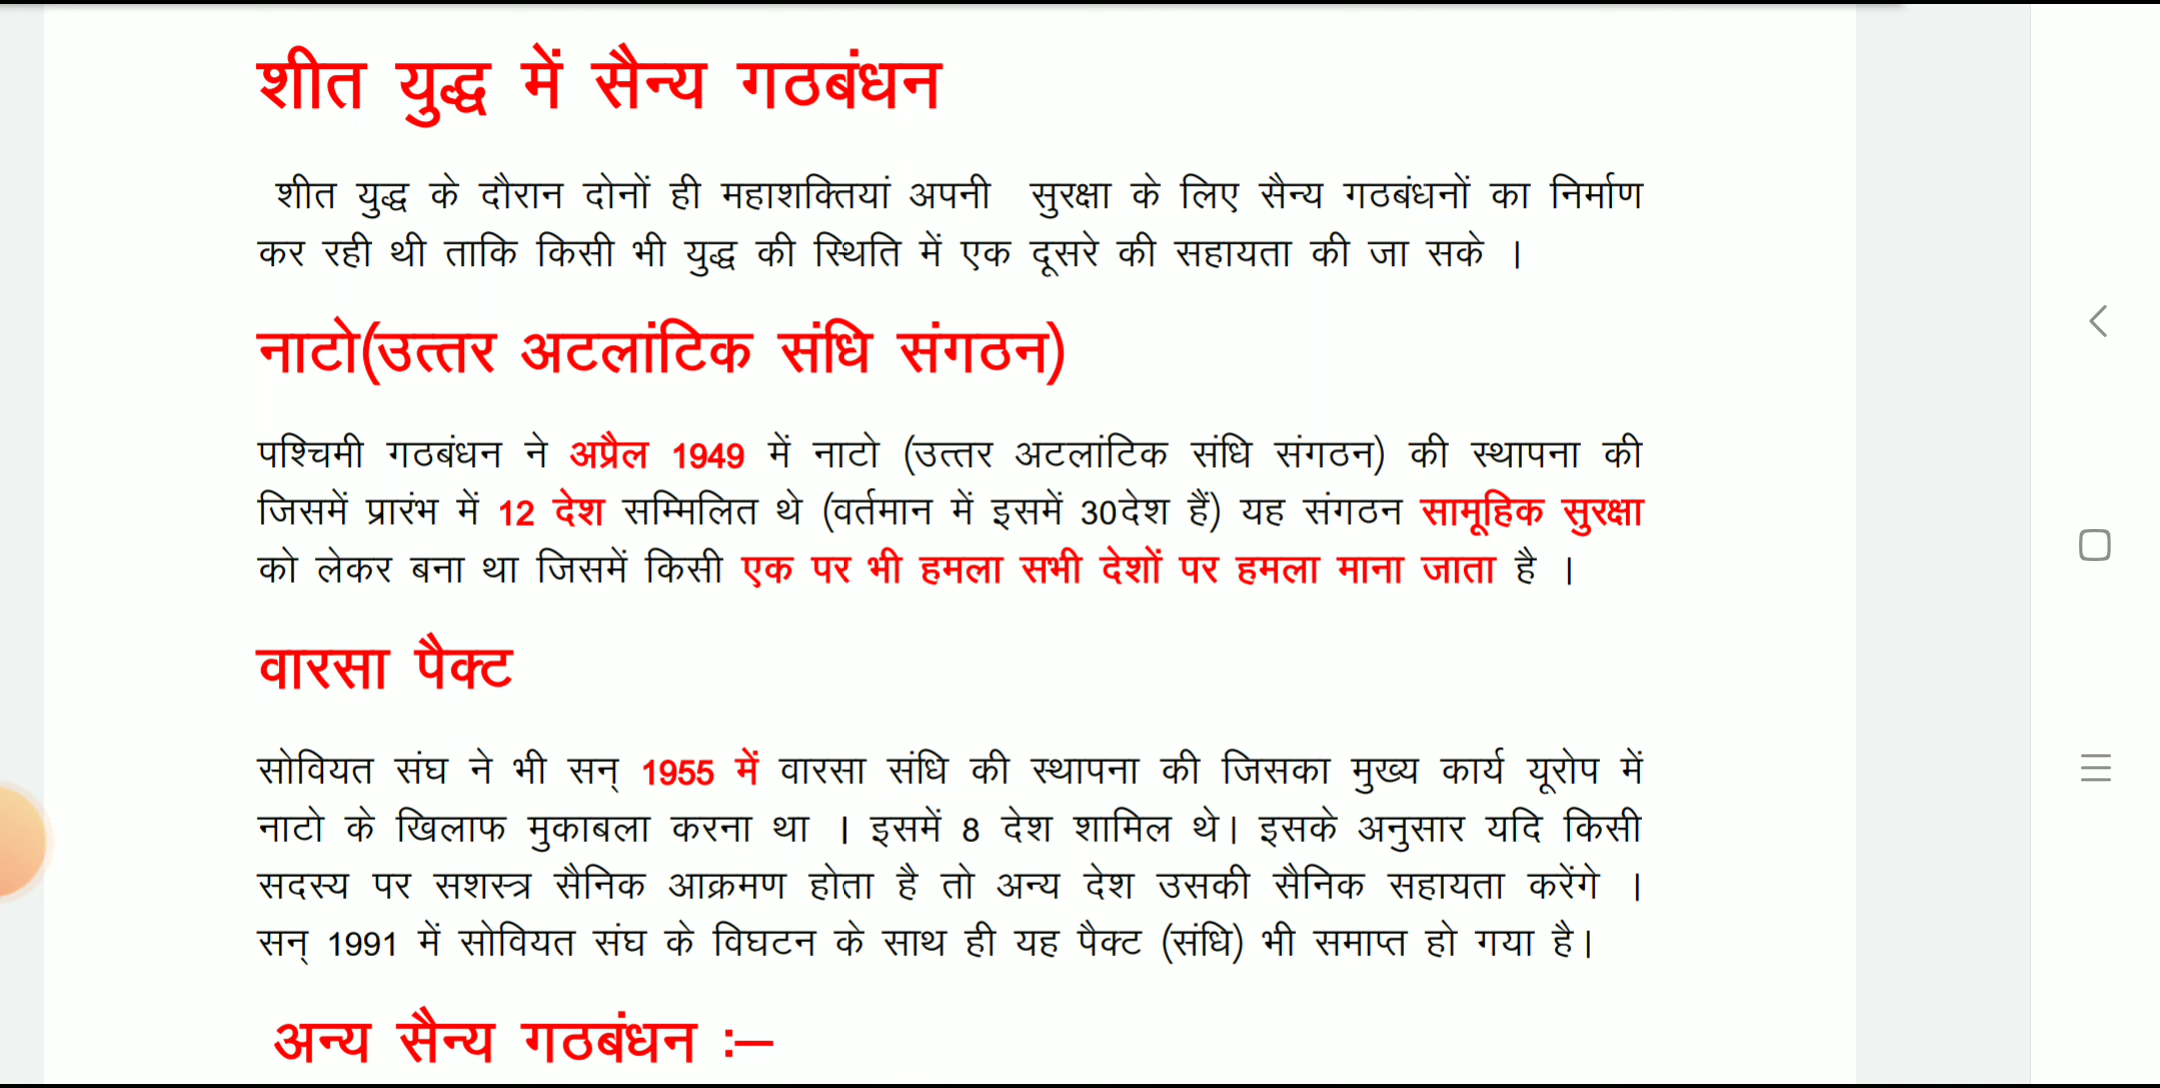 शीत युद्ध में सैन्य गठबंधन
शीत युद्ध के दौरान दोनों ही महाशक्तियां अपनी सुरक्षा के लिए सैन्य गठबंधनों का निर्माण
कर रही थी ताकि किसी भी युद्ध की स्थिति में एक दूसरे की सहायता की जा सके ।
नाटो(उत्तर अटलांटिक संधि संगठन)
पश्चिमी गठबंधन ने अप्रैल 1949 में नाटो (उत्तर अटलांटिक संधि संगठन) की स्थापना की
जिसमें प्रारंभ में 12 देश सम्मिलित थे (वर्तमान में इसमें 30देश हैं) यह संगठन सामूहिक सुरक्षा
को लेकर बना था जिसमें किसी एक पर भी हमला सभी देशों पर हमला माना जाता है ।
वारसा पैक्ट
सोवियत संघ ने भी सन् 1955 में वारसा संधि की स्थापना की जिसका मुख्य कार्य यूरोप में
नाटो के खिलाफ मुकाबला करना था । इसमें 8 देश शामिल थे। इसके अनुसार यदि किसी
सदस्य पर सशस्त्र सैनिक आक्रमण होता है तो अन्य देश उसकी सैनिक सहायता करेंगे ।
सन् 1991 में सोवियत संघ के विघटन के साथ ही यह पैक्ट (संधि) भी समाप्त हो गया है।
अन्य सैन्य गठबंधन :–